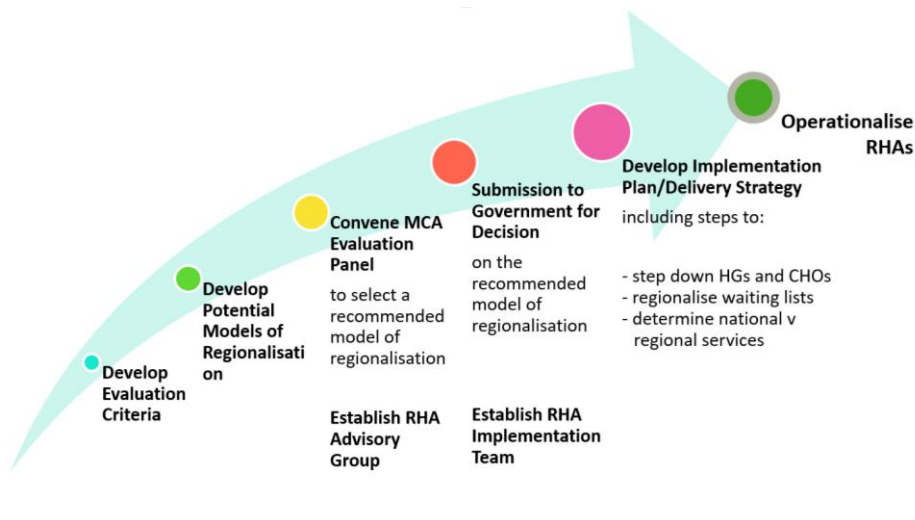 Develop
Evaluation
Criteria
Develop
Potential
Models of
Regionalisati
on
Convene MCA
Evaluation
Panel
to select a
recommended
model of
regionalisation
Establish RHA
Advisory
Group
Submission to
Government for
Decision
on the
recommended
model of
regionalisation
Establish RHA
Implementation
Team
Develop Implementation
Plan/Delivery Strategy
including steps to:
- step down HGs and CHOs
- regionalise waiting lists
- determine national v
regional services
Operationalise
RHAs